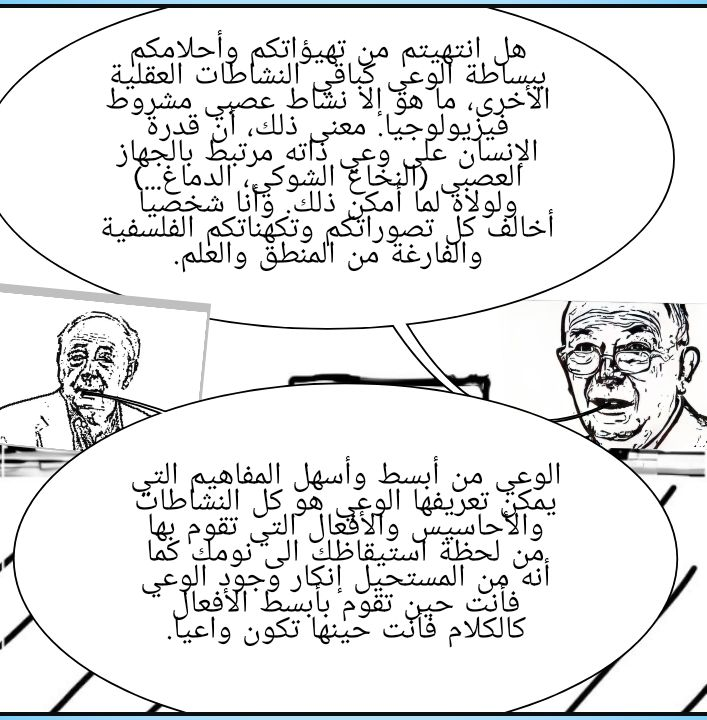 هل انتهيتم من تهيؤاتكم وأحلامكم
ببساطة الوعي كباقي النشاطات العقلية
الأخرى، ما هو إلا نشاط عصبي مشروط
فيزيولوجيا. معنى ذلك، أن قدرة
الإنسان على وعي ذاته مرتبط بالجهاز
العصبي (النخاع الشوكي، الدماغ...)
ولولاه لما أمكن ذلك. وأنا شخصيا
أخالف كل تصوراتكم وتكهناتكم الفلسفية
والفارغة من المنطق والعلم.
الوعي من أبسط وأسهل المفاهيم التي
يمكن تعريفها الوعي هو كل النشاطات
والأحاسيس والأفعال التي تقوم بها
من لحظة استيقاظك الى نومك كما
أنه من المستحيل إنكار وجود الوعي
فأنت حين تقوم بأبسط الأفعال
كالكلام فأنت حينها تكون واعيا.